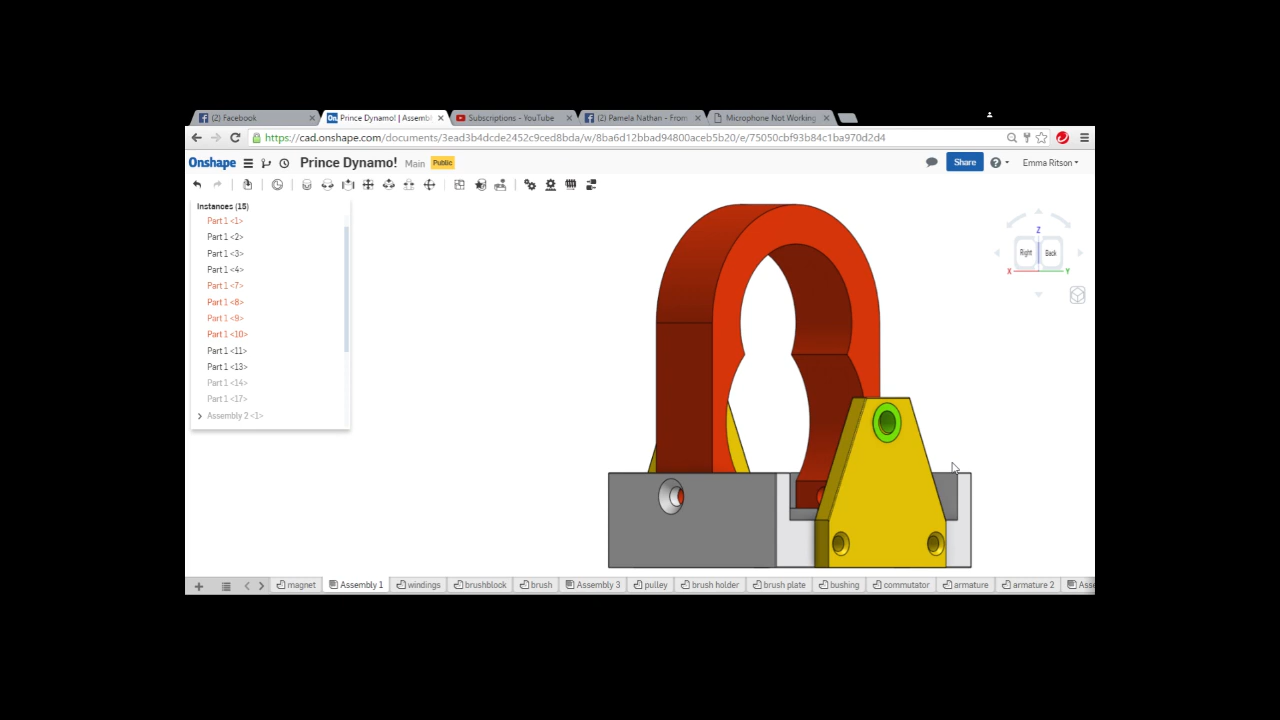 (2) Facebook
Prince Dynamo! | Assembl
Subscriptions - YouTube
(2) Pamela Nathan - From
Microphone Not Working
https://cad.onshape.com/documents/3ead3b4dcde2452c9ced8bda/w/8ba6d12bbad94800aceb5b20/e/75050cbf93b84c1ba970d2d4
Onshape
Prince Dynamo!
Main
Public
Share
Emma Ritson
Instances (15)
Part 1 <1>
Part 1 <2>
Part 1 <3>
Part 1 <4>
Part 1 <7>
Part 1 <8>
Part 1 <9>
Part 1 <10>
Part 1 <11>
Part 1 <13>
Part 1 <14>
Part 1 <17>
Assembly 2 <1>
Z
Right
Back
X
Y
magnet
Assembly 1
windings
brushblock
brush
Assembly 3
pulley
brush holder
brush plate
bushing
commutator
armature
armature 2
Ass